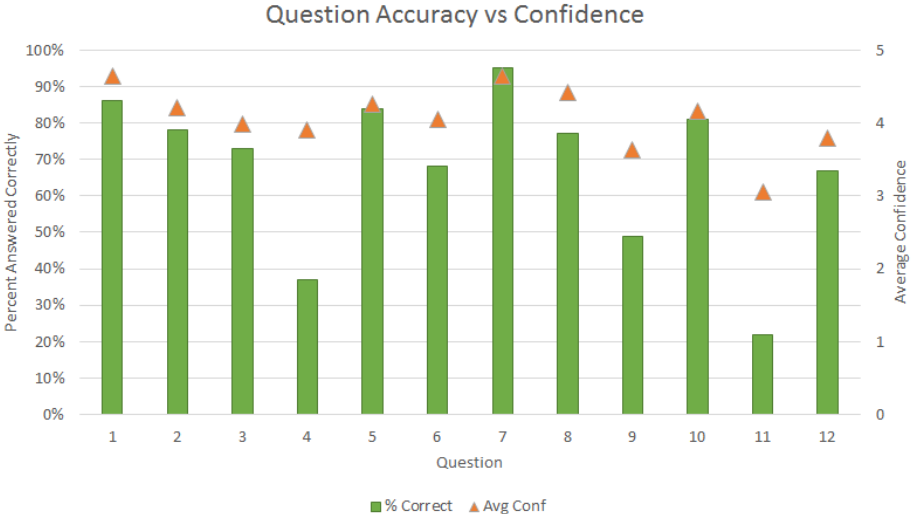 Question Accuracy vs Confidence
100%
90%
80%
70%
60%
50%
40%
30%
20%
10%
0%
Percent Answered Correctly
5
4
3
2
1
0
Average Confidence
1 2 3 4 5 6 7 8 9 10 11 12
Question
% Correct Avg Conf